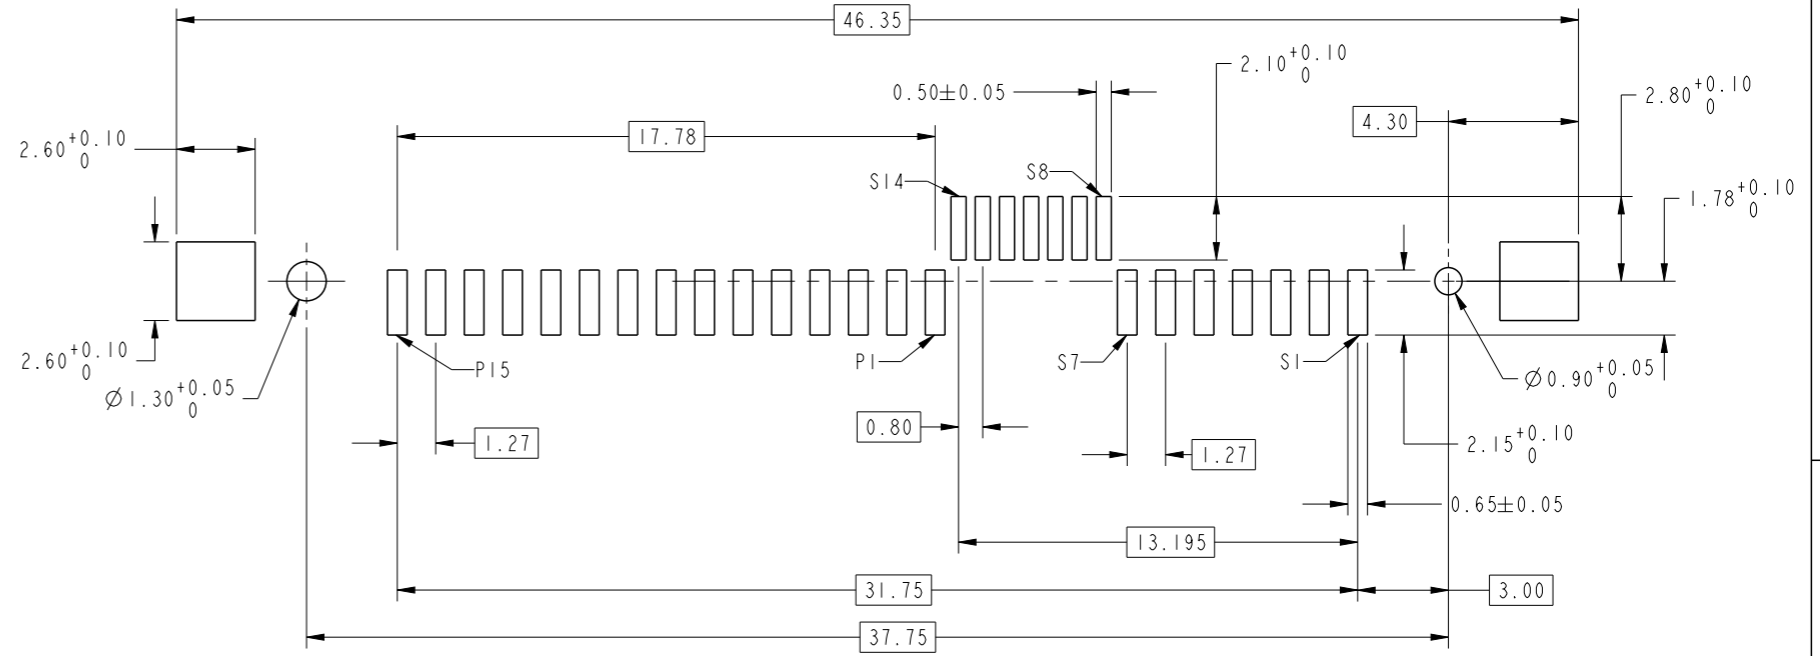 46.35
2.10 +0.10 0
0.50±0.05
2.80 +0.10 0
4.30
2.60 +0.10 0
17.78
S14
S8
1.78 +0.10 0
2.60 +0.10 0
P15
P1
S7
S1
Ø1.30 +0.05 0
Ø0.90 +0.05 0
0.80
1.27
1.27
2.15 +0.10 0
0.65±0.05
13.195
31.75
3.00
37.75